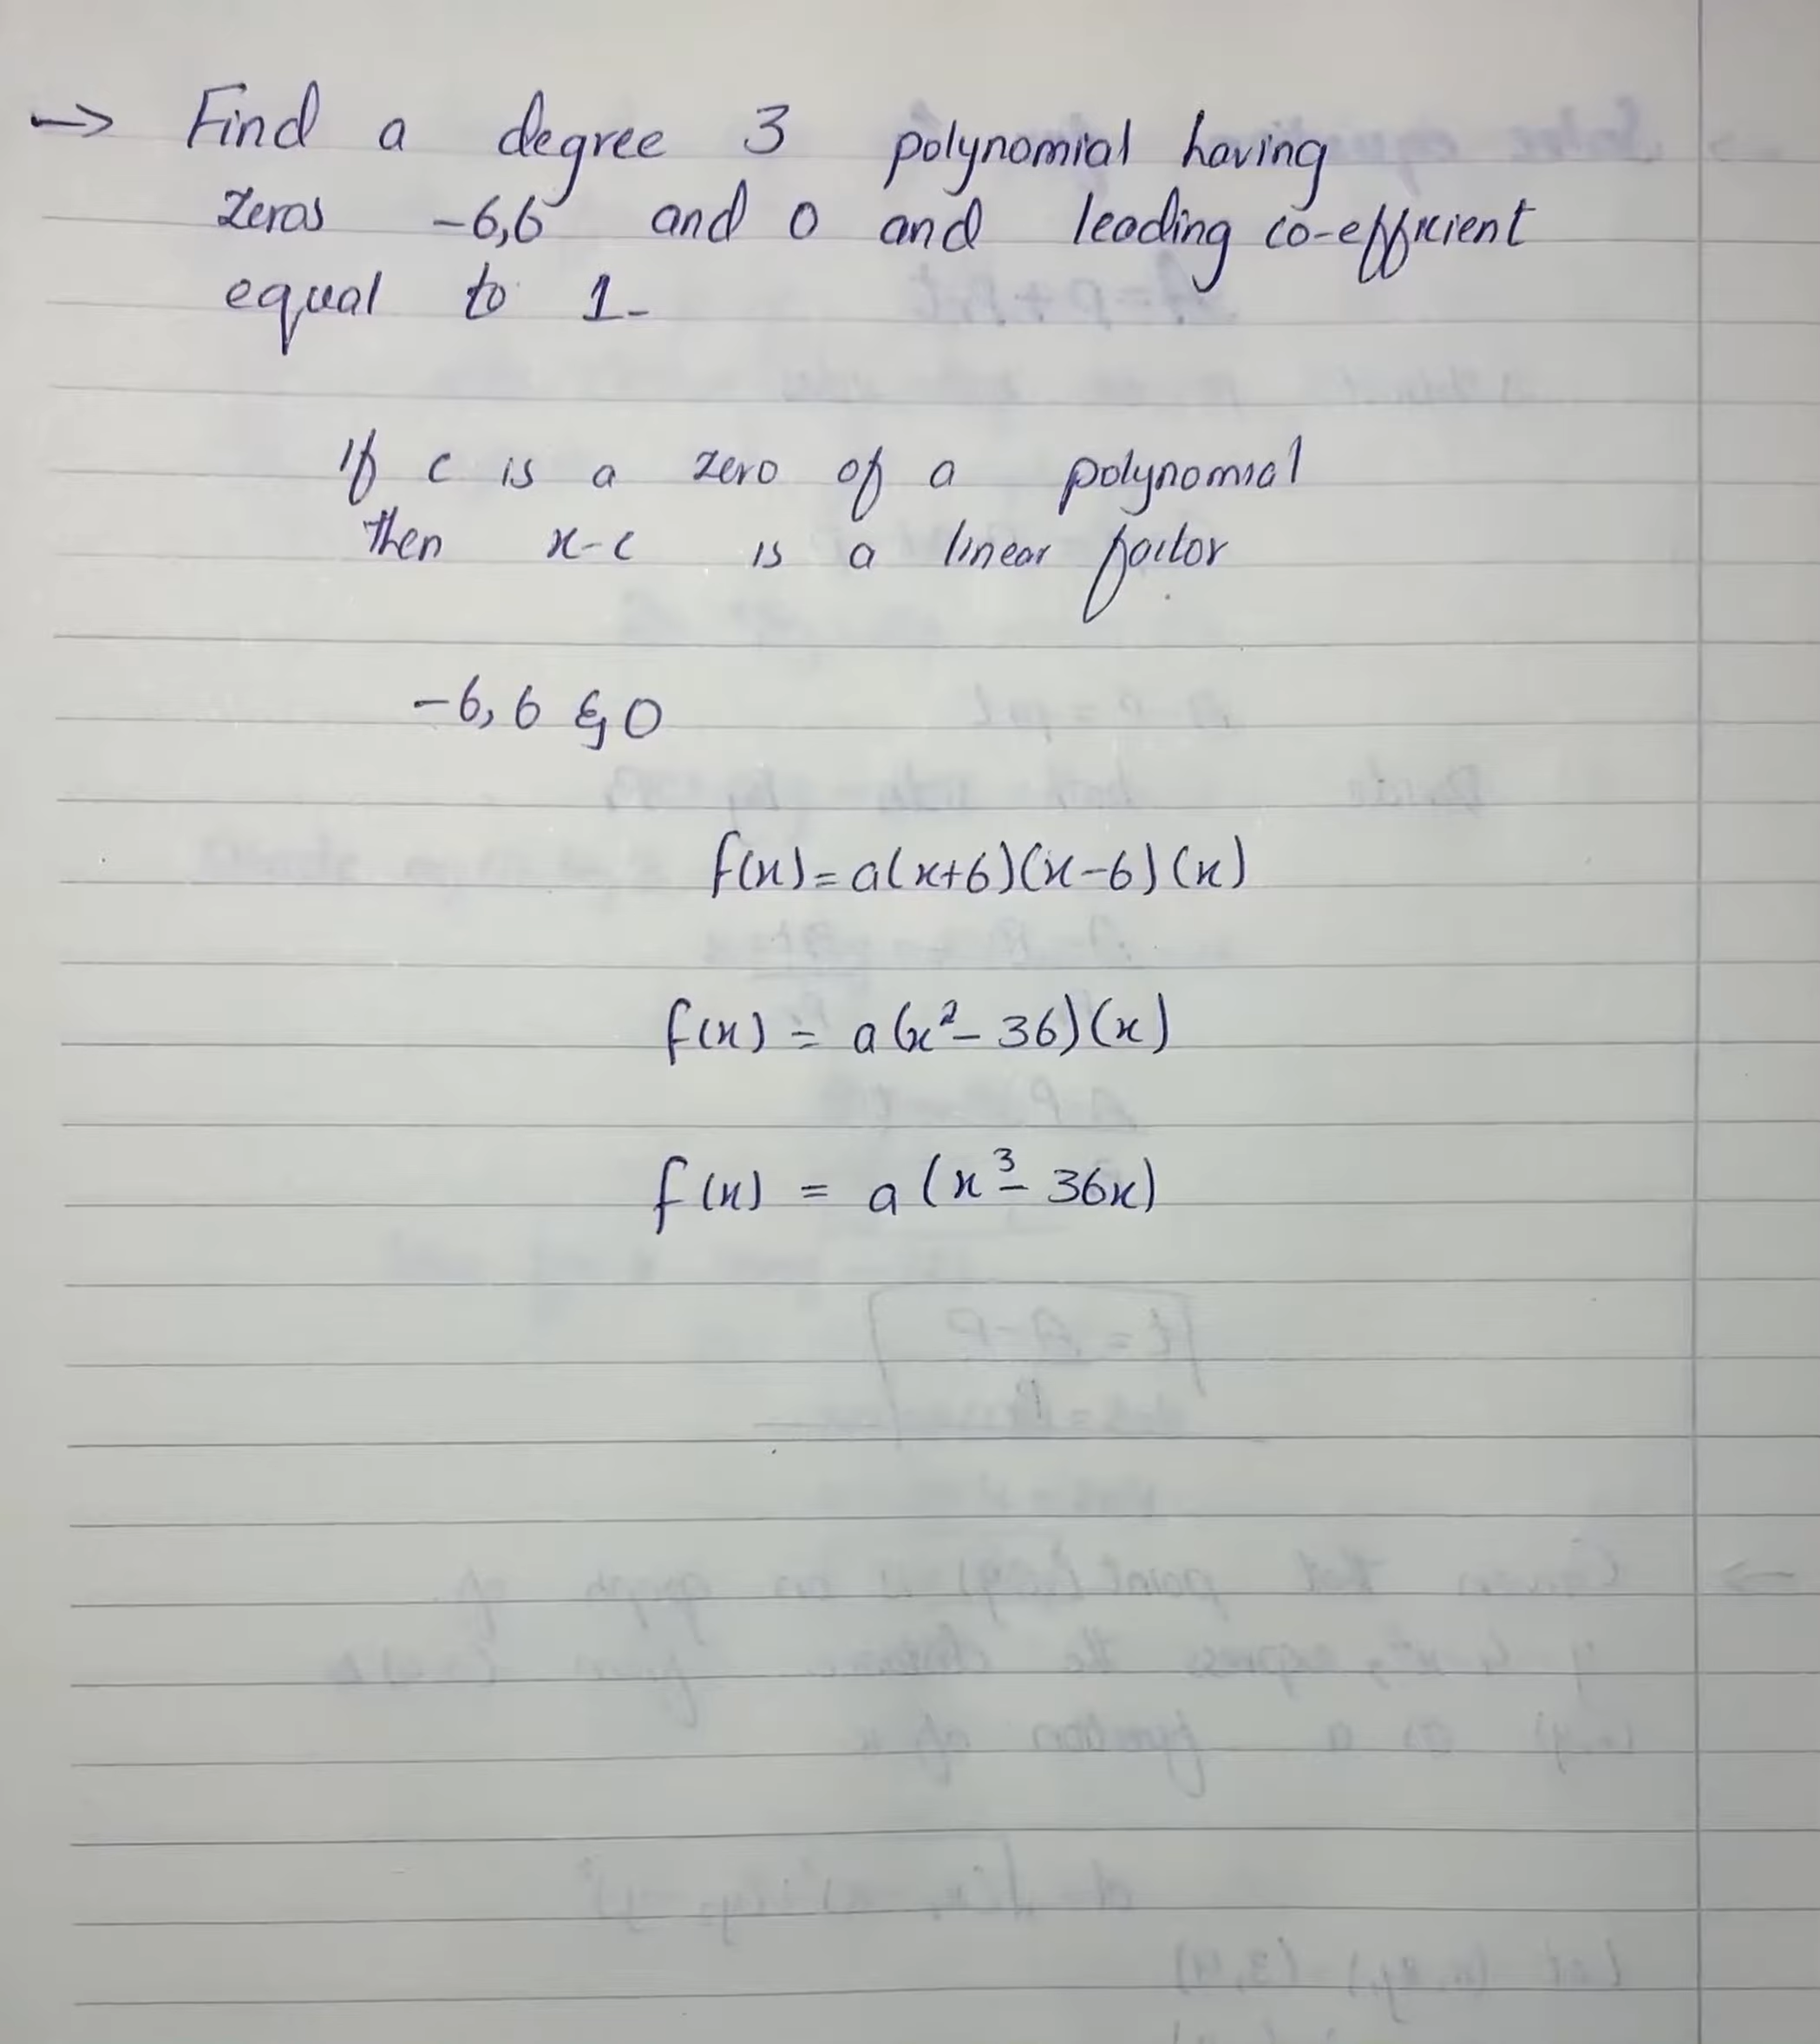 → Find a degree 3 polynomial having
zeros -6,6 and 0 and leading co-efficient
equal to 1-
If c is a zero of a polynomial
then x-c is a linear factor
-6, 6 & 0
f(x) = a(x+6)(x-6)(x)
f(x) = a(x²- 36)(x)
f(x) = a(x³- 36x)